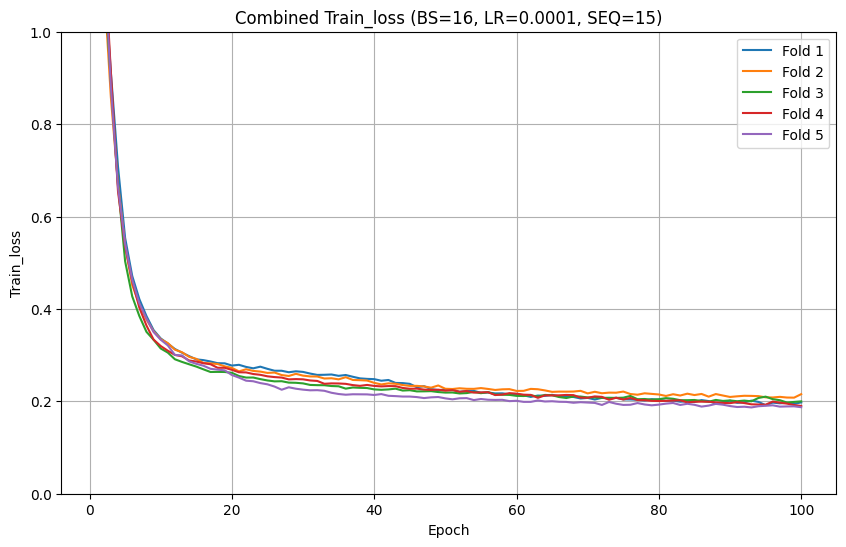 Combined Train_loss (BS=16, LR=0.0001, SEQ=15)
Train_loss
1.0
0.8
0.6
0.4
0.2
0.0
0
20
40
60
80
100
Epoch
Fold 1
Fold 2
Fold 3
Fold 4
Fold 5